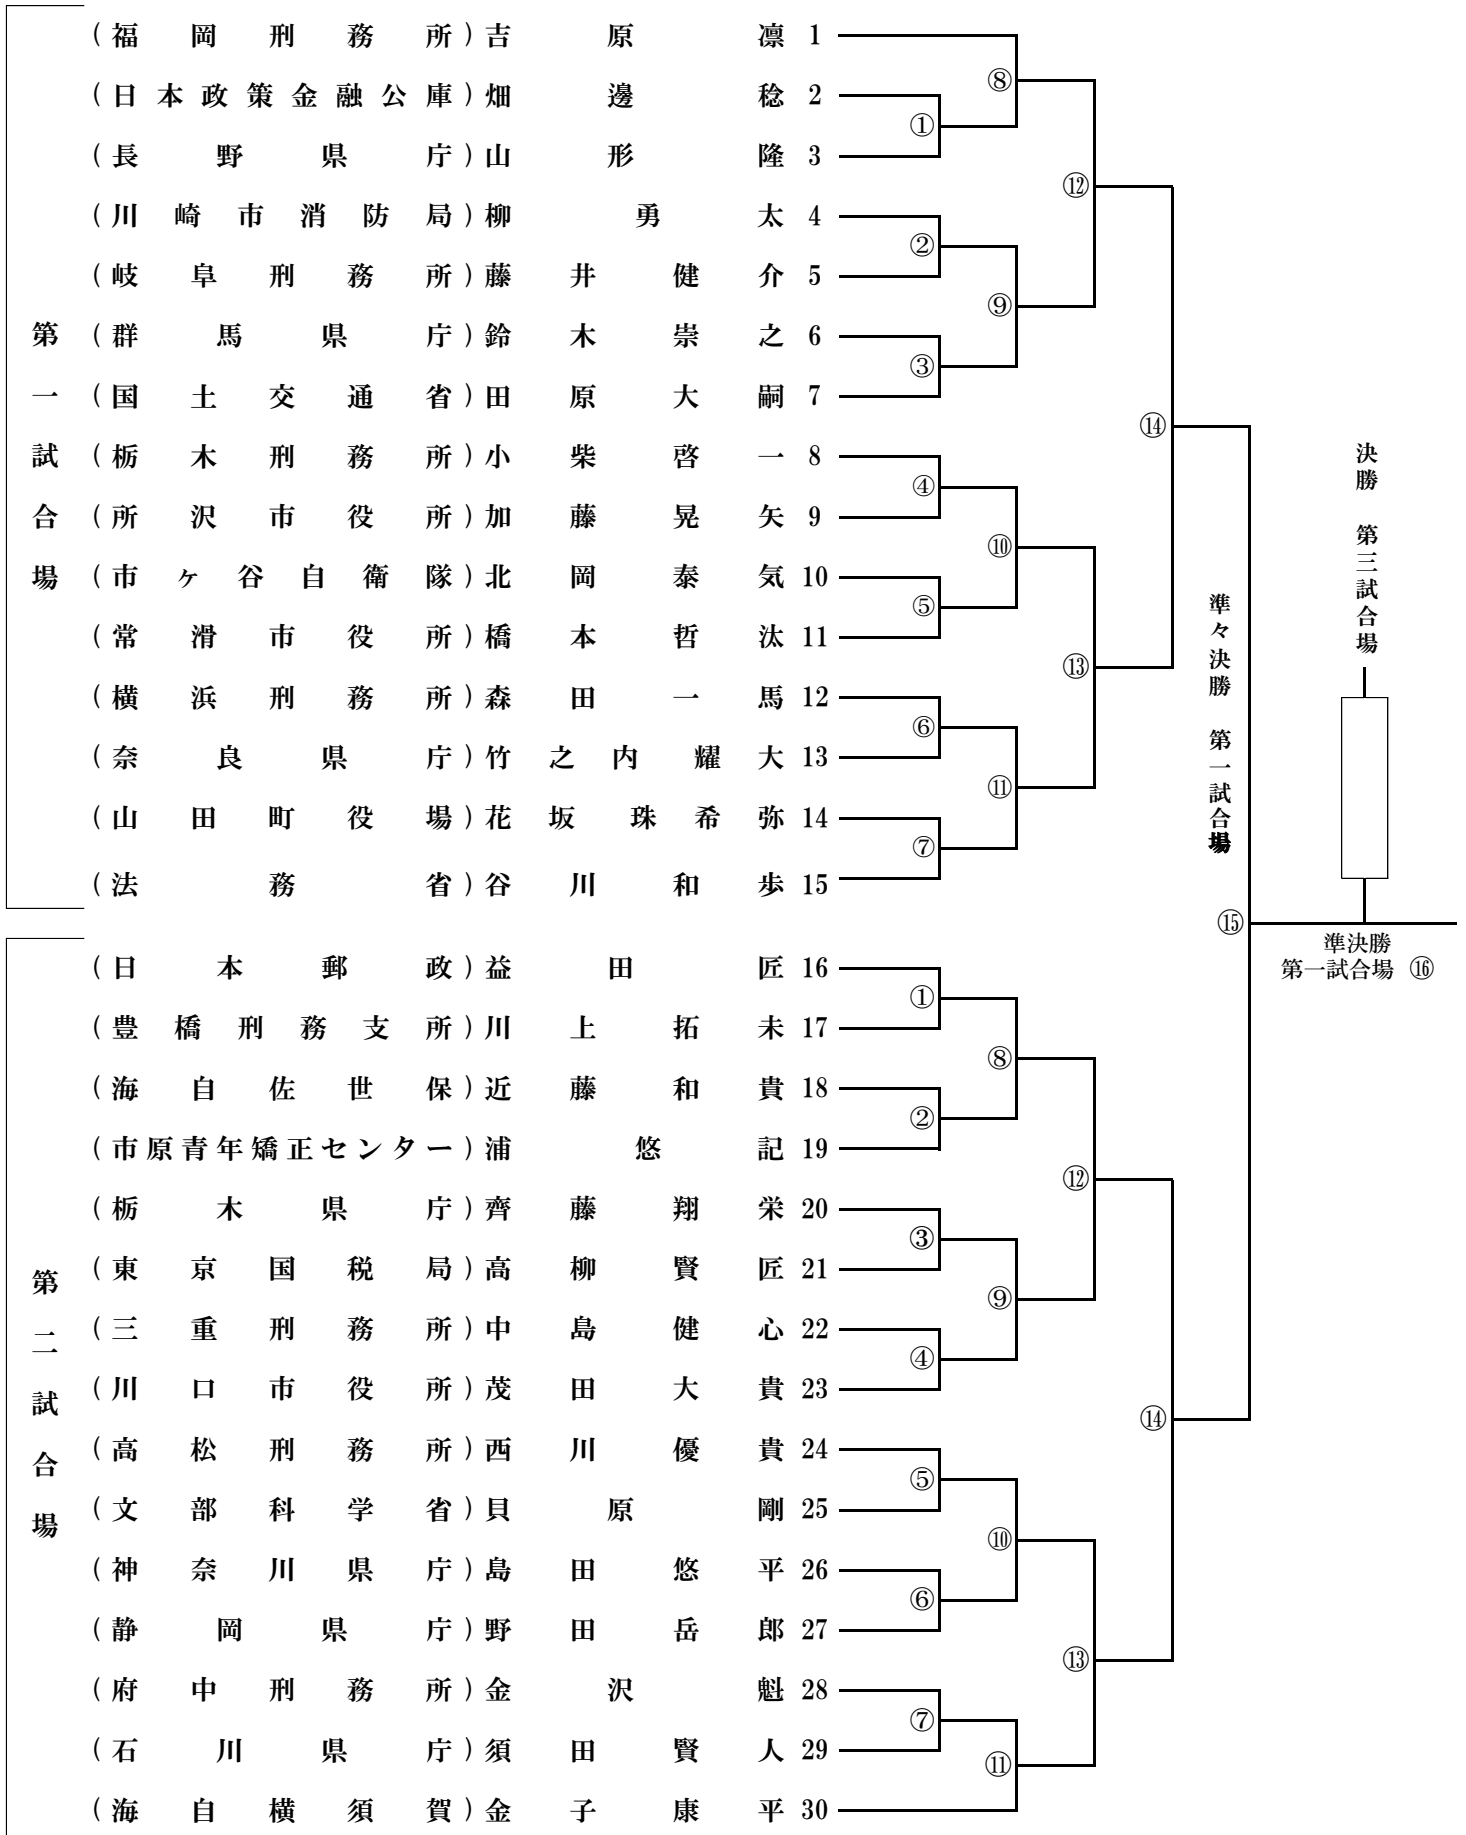 第一試合場
(福岡刑務所)吉原凛 1
(日本政策金融公庫)畑邊稔 2
(長野県庁)山形隆 3
(川崎市消防局)柳勇太 4
(岐阜刑務所)藤井健介 5
(群馬県庁)鈴木崇之 6
(国土交通省)田原大嗣 7
(栃木刑務所)小柴啓一 8
(所沢市役所)加藤晃矢 9
(市ヶ谷自衛隊)北岡泰気 10
(常滑市役所)橋本哲汰 11
(横浜刑務所)森田一馬 12
(奈良県庁)竹之内耀大 13
(山田町役場)花坂珠希弥 14
(法務省)谷川和歩 15
①
②
③
④
⑤
⑥
⑦
⑧
⑨
⑩
⑪
⑫
⑬
⑭
第二試合場
(日本郵政)益田匠 16
(豊橋刑務支所)川上拓未 17
(海自佐世保)近藤和貴 18
(市原青年矯正センター)浦悠記 19
(栃木県庁)齊藤翔栄 20
(東京国税局)高柳賢匠 21
(三重刑務所)中島健心 22
(川口市役所)茂田大貴 23
(高松刑務所)西川優貴 24
(文部科学省)貝原剛 25
(神奈川県庁)島田悠平 26
(静岡県庁)野田岳郎 27
(府中刑務所)金沢魁 28
(石川県庁)須田賢人 29
(海自横須賀)金子康平 30
①
②
③
④
⑤
⑥
⑦
⑧
⑨
⑩
⑪
⑫
⑬
⑭
準々決勝 第一試合場
⑮
決勝 第三試合場
準決勝
第一試合場 ⑯